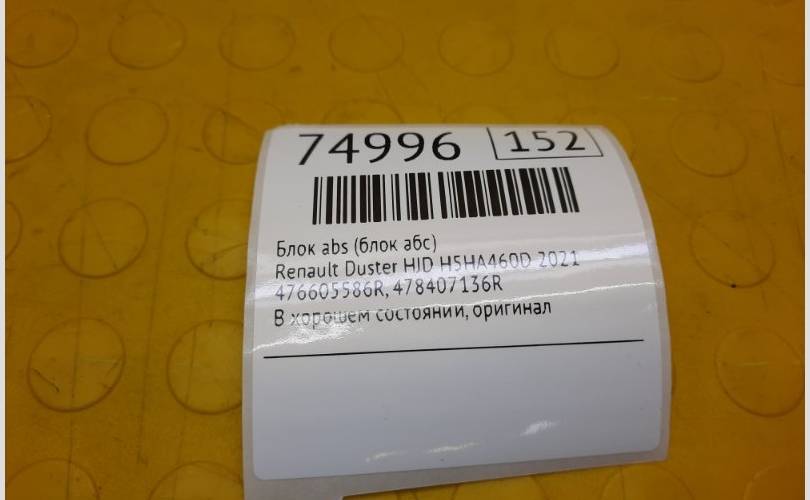 74996 152
Блок abs (блок абс)
Renault Duster HJD H5HA460D 2021
476605586R, 478407136R
В хорошем состоянии, оригинал